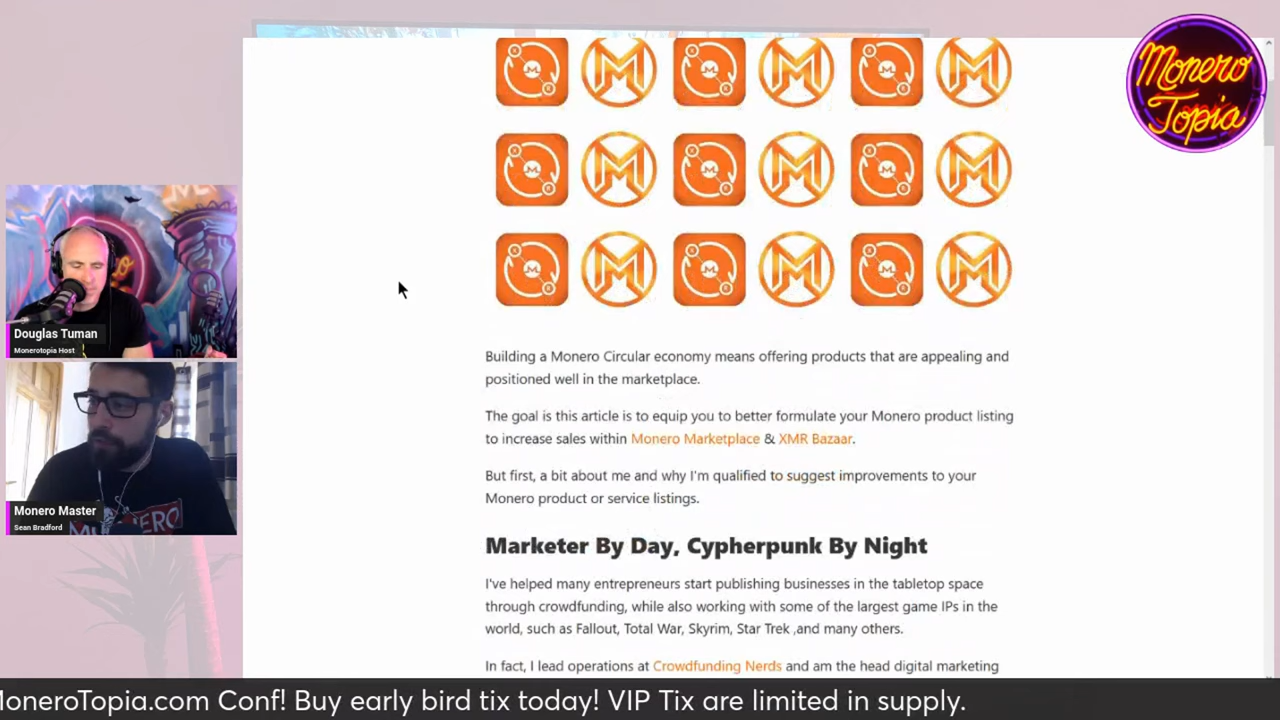 Monero
Topia
Building a Monero Circular economy means offering products that are appealing and
positioned well in the marketplace.
The goal is this article is to equip you to better formulate your Monero product listing
to increase sales within Monero Marketplace & XMR Bazaar.
But first, a bit about me and why I'm qualified to suggest improvements to your
Monero product or service listings.
Marketer By Day, Cypherpunk By Night
I've helped many entrepreneurs start publishing businesses in the tabletop space
through crowdfunding, while also working with some of the largest game IPs in the
world, such as Fallout, Total War, Skyrim, Star Trek ,and many others.
In fact, I lead operations at Crowdfunding Nerds and am the head digital marketing
Douglas Tuman
Monerotopia Host
Monero Master
Sean Bradford
MoneroTopia.com Conf! Buy early bird tix today! VIP Tix are limited in supply.